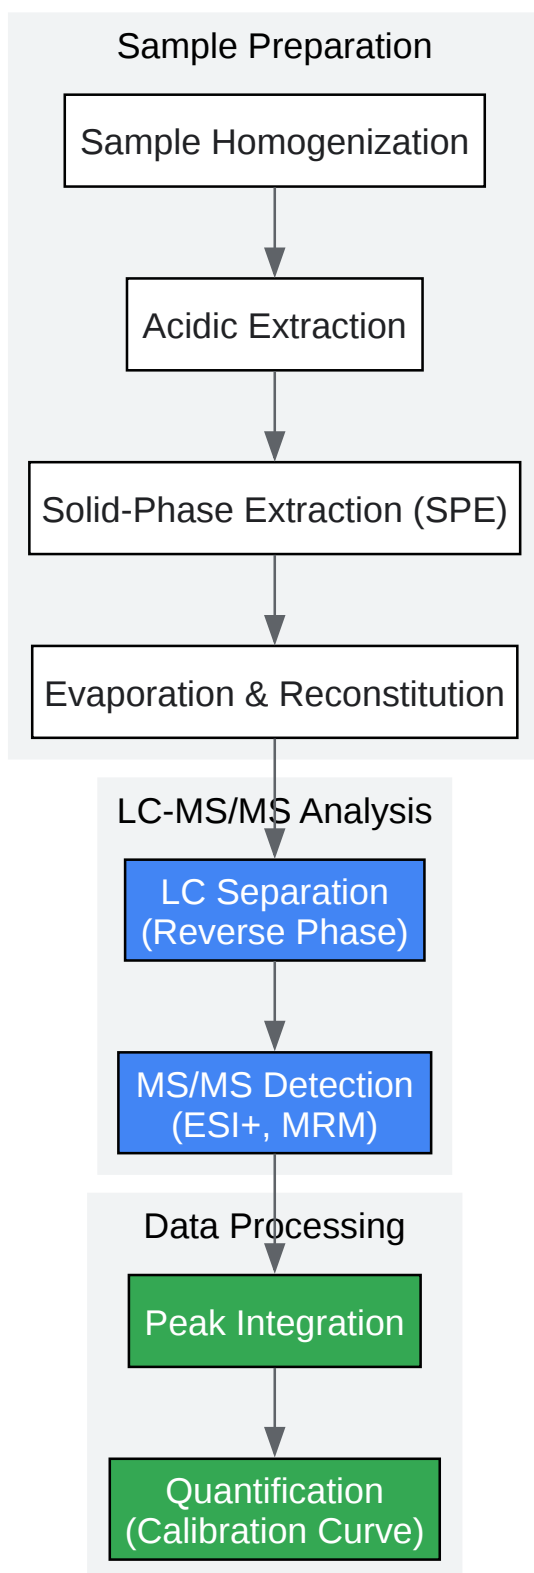 Sample Preparation
Sample Homogenization
Acidic Extraction
Solid-Phase Extraction (SPE)
Evaporation & Reconstitution
LC-MS/MS Analysis
LC Separation
(Reverse Phase)
MS/MS Detection
(ESI+, MRM)
Data Processing
Peak Integration
Quantification
(Calibration Curve)